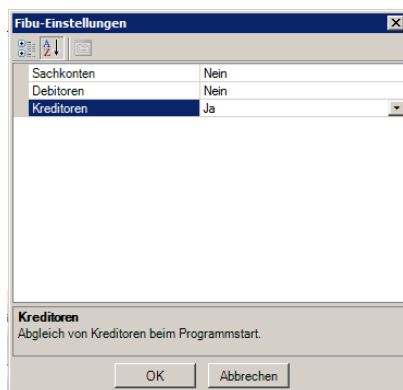 Fibu-Einstellungen
Sachkonten Nein
Debitoren Nein
Kreditoren Ja
Kreditoren
Abgleich von Kreditoren beim Programmstart.
OK Abbrechen